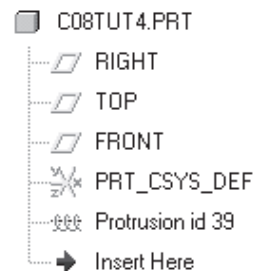 C08TUT4.PRT
RIGHT
TOP
FRONT
PRT_CSYS_DEF
Protrusion id 39
Insert Here